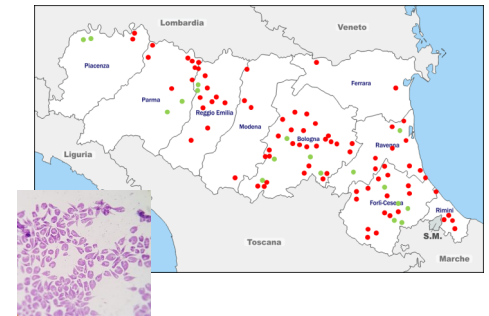 Lombardia
Veneto
Piacenza
Ferrara
Parma
Reggio Emilia
Modena
Bologna
Ravenna
Liguria
Forlì-Cesena
Rimini
S.M.
Toscana
Marche